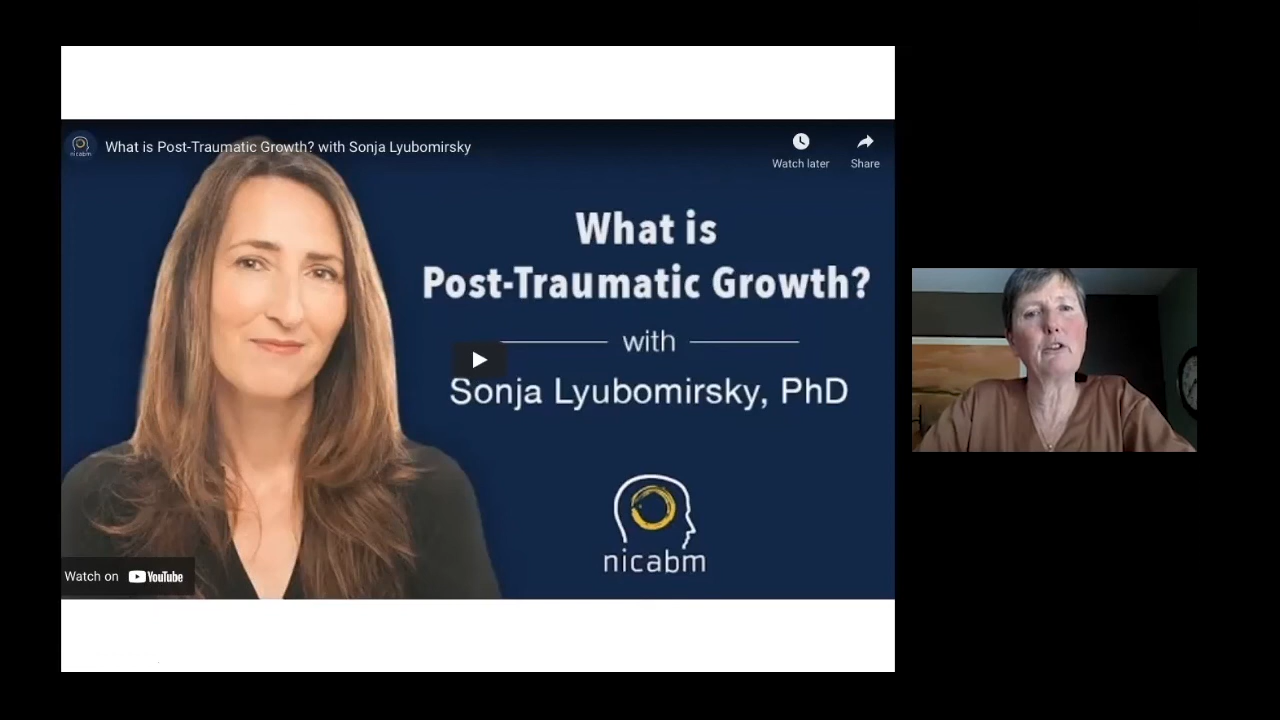 nicabm
What is Post-Traumatic Growth? with Sonja Lyubomirsky
Watch later
Share
What is
Post-Traumatic Growth?
with
Sonja Lyubomirsky, PhD
nicabm
Watch on YouTube